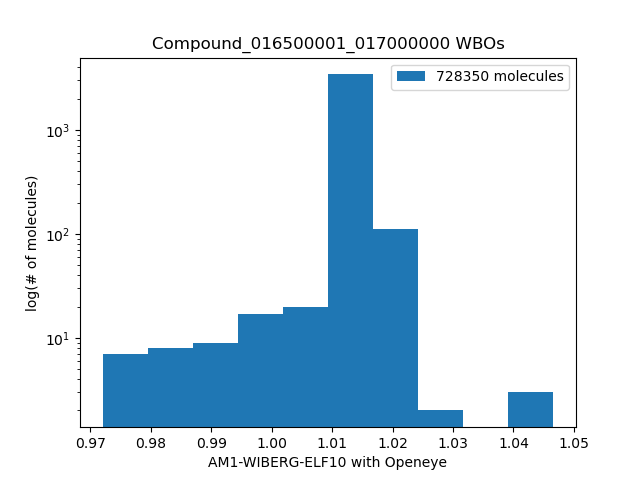 Compound_016500001_017000000 WBOs
728350 molecules
log(# of molecules)
10³
10²
10¹
0.97 0.98 0.99 1.00 1.01 1.02 1.03 1.04 1.05
AM1-WIBERG-ELF10 with Openeye